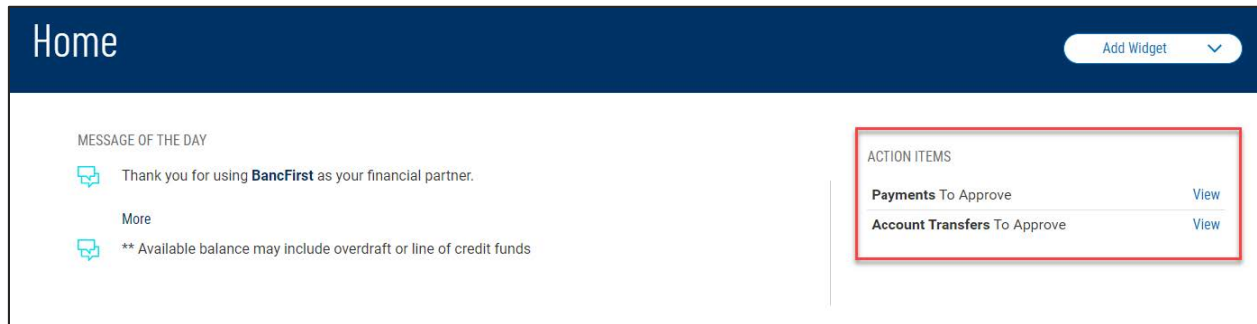 Home
Add Widget
MESSAGE OF THE DAY
Thank you for using BancFirst as your financial partner.
More
** Available balance may include overdraft or line of credit funds
ACTION ITEMS
Payments To Approve View
Account Transfers To Approve View